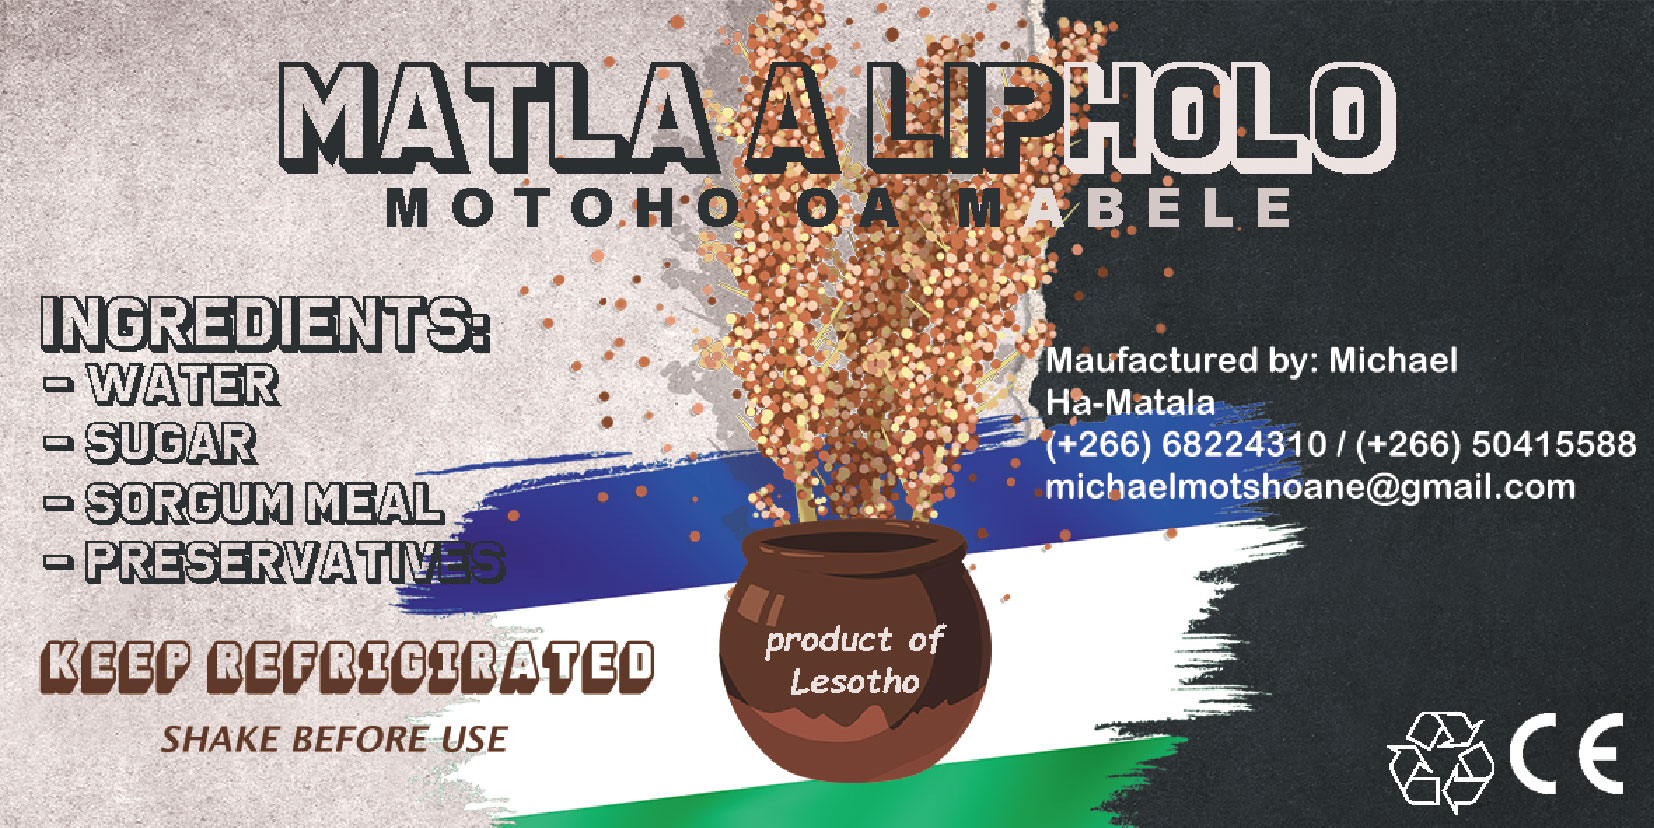 MATLA A LIPHOLO
MOTOHO OA MABELE
INGREDIENTS:
- WATER
- SUGAR
- SORGUM MEAL
- PRESERVATIVES
KEEP REFRIGIRATED
SHAKE BEFORE USE
Maufactured by: Michael
Ha-Matala
(+266) 68224310 / (+266) 50415588
michaelmotshoane@gmail.com
product of
Lesotho
CE